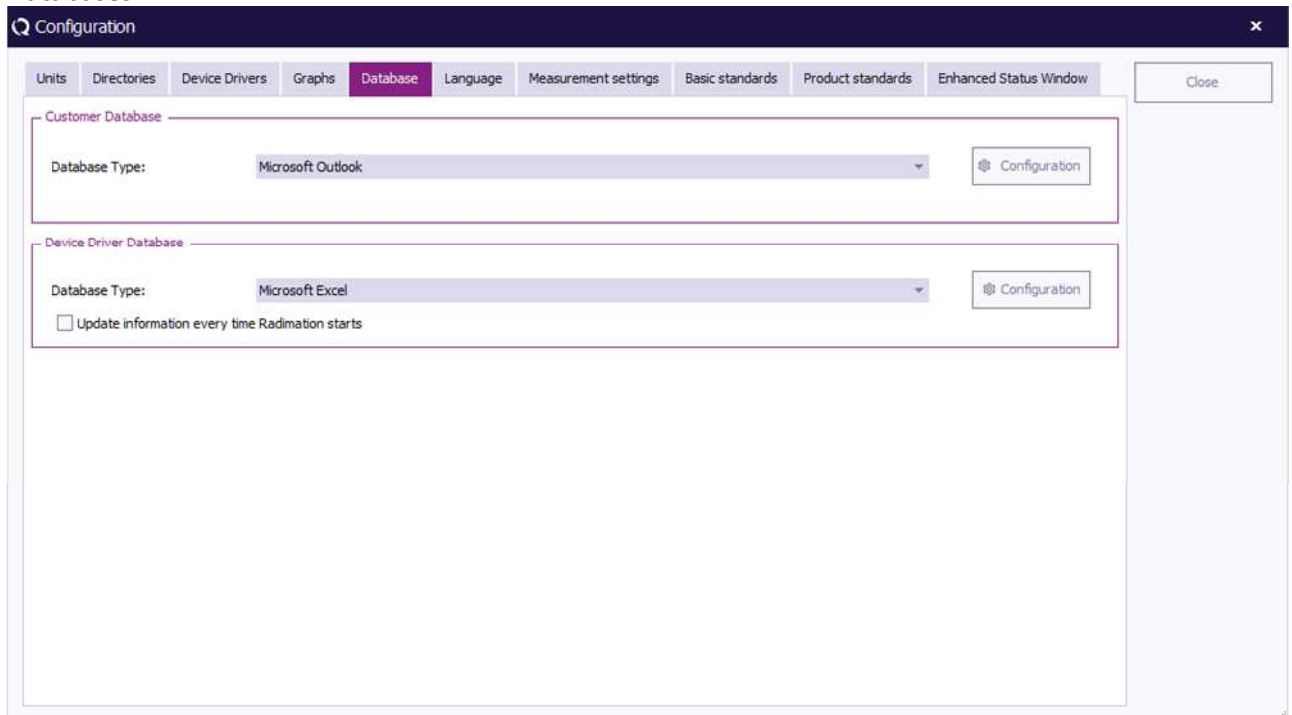 Configuration
Units Directories Device Drivers Graphs Database Language Measurement settings Basic standards Product standards Enhanced Status Window Close
Customer Database
Database Type: Microsoft Outlook Configuration
Device Driver Database
Database Type: Microsoft Excel Configuration
Update information every time Radimation starts